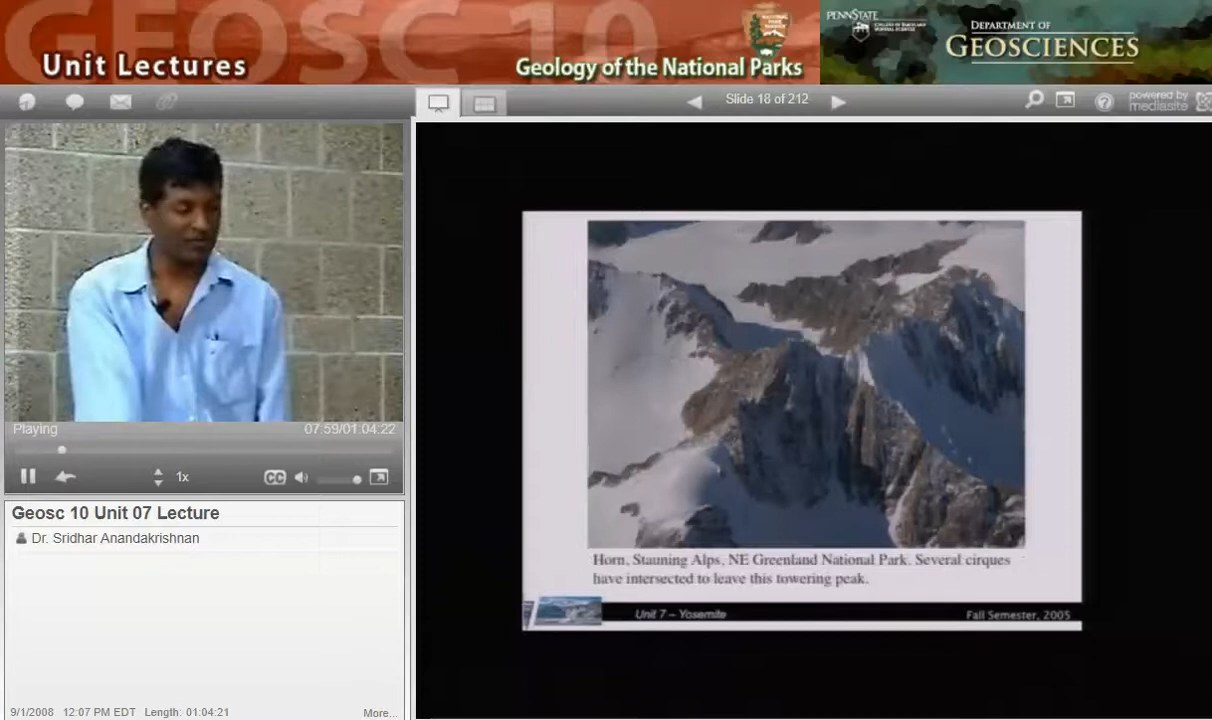 GEOSC 10
Unit Lectures
Geology of the National Parks
NATIONAL PARK SERVICE
PENNSTATE
DEPARTMENT OF
GEOSCIENCES
Slide 18 of 212
powered by
mediasite
Playing
07:59/01:04:22
1x
CC
Geosc 10 Unit 07 Lecture
Dr. Sridhar Anandakrishnan
Horn, Stauning Alps, NE Greenland National Park. Several cirques
have intersected to leave this towering peak.
Unit 7 – Yosemite
Fall Semester, 2005
9/1/2008 12:07 PM EDT Length: 01:04:21
More...